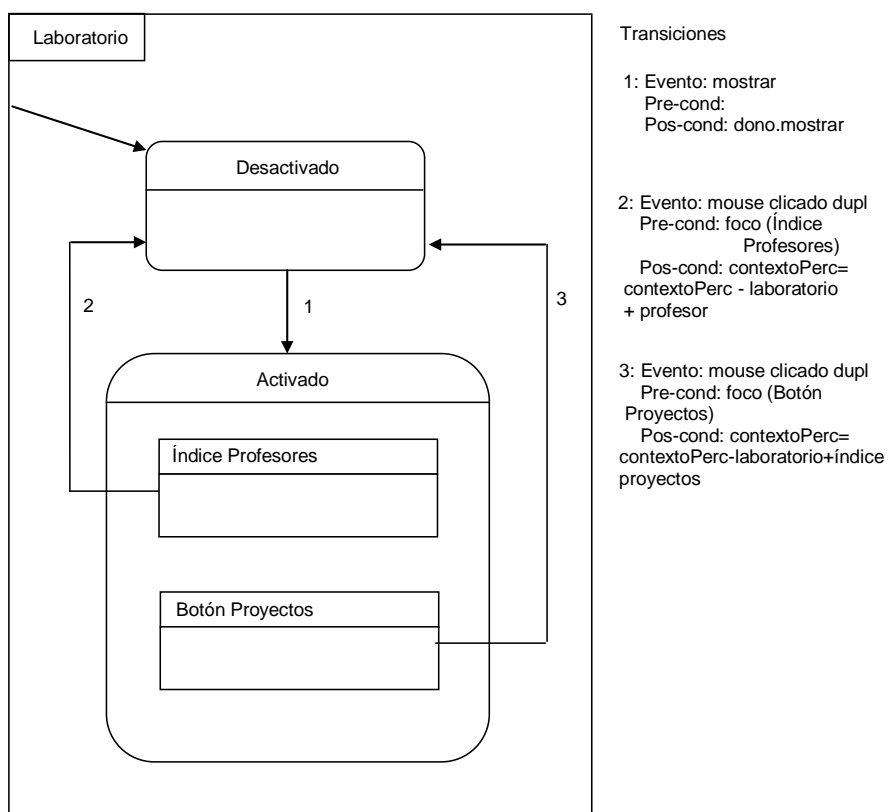 Laboratorio
Desactivado
2
1
3
Activado
Índice Profesores
Botón Proyectos
Transiciones
1: Evento: mostrar
Pre-cond:
Pos-cond: dono.mostrar
2: Evento: mouse clicado dupl
Pre-cond: foco (Índice
Profesores)
Pos-cond: contextoPerc=
contextoPerc - laboratorio
+ profesor
3: Evento: mouse clicado dupl
Pre-cond: foco (Botón
Proyectos)
Pos-cond: contextoPerc=
contextoPerc-laboratorio+índice
proyectos